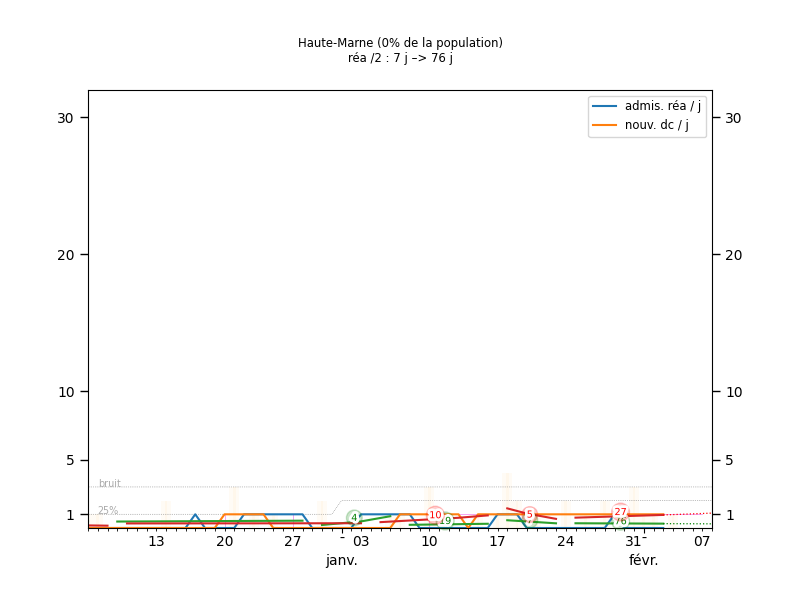 Haute-Marne (0% de la population)
réa /2 : 7 j –> 76 j
admis. réa / j
nouv. dc / j
30 30
20 20
10 10
5 5
bruit
25%
1 1
4 10 19 5 27 76
13 20 27 - 03 10 17 24 31 - 07
janv. févr.